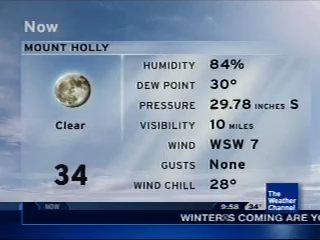 Now
MOUNT HOLLY
Clear
34
HUMIDITY 84%
DEW POINT 30°
PRESSURE 29.78 INCHES S
VISIBILITY 10 MILES
WIND WSW 7
GUSTS None
WIND CHILL 28°
The Weather Channel
NOW 9:58 34°
WINTER'S COMING ARE YO